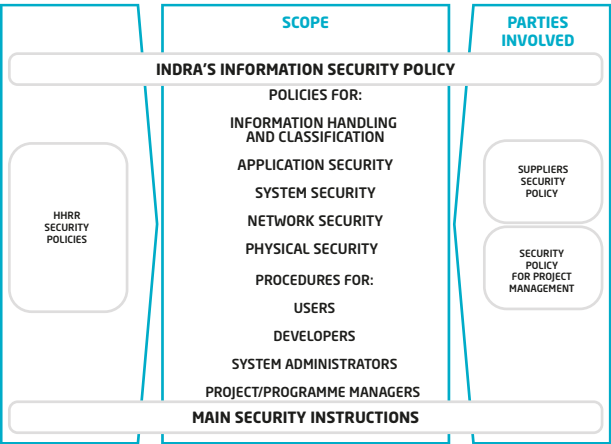 SCOPE
PARTIES
INVOLVED
INDRA'S INFORMATION SECURITY POLICY
POLICIES FOR:
INFORMATION HANDLING
AND CLASSIFICATION
APPLICATION SECURITY
SYSTEM SECURITY
NETWORK SECURITY
PHYSICAL SECURITY
PROCEDURES FOR:
USERS
DEVELOPERS
SYSTEM ADMINISTRATORS
PROJECT/PROGRAMME MANAGERS
HHRR
SECURITY
POLICIES
SUPPLIERS
SECURITY
POLICY
SECURITY
POLICY
FOR PROJECT
MANAGEMENT
MAIN SECURITY INSTRUCTIONS